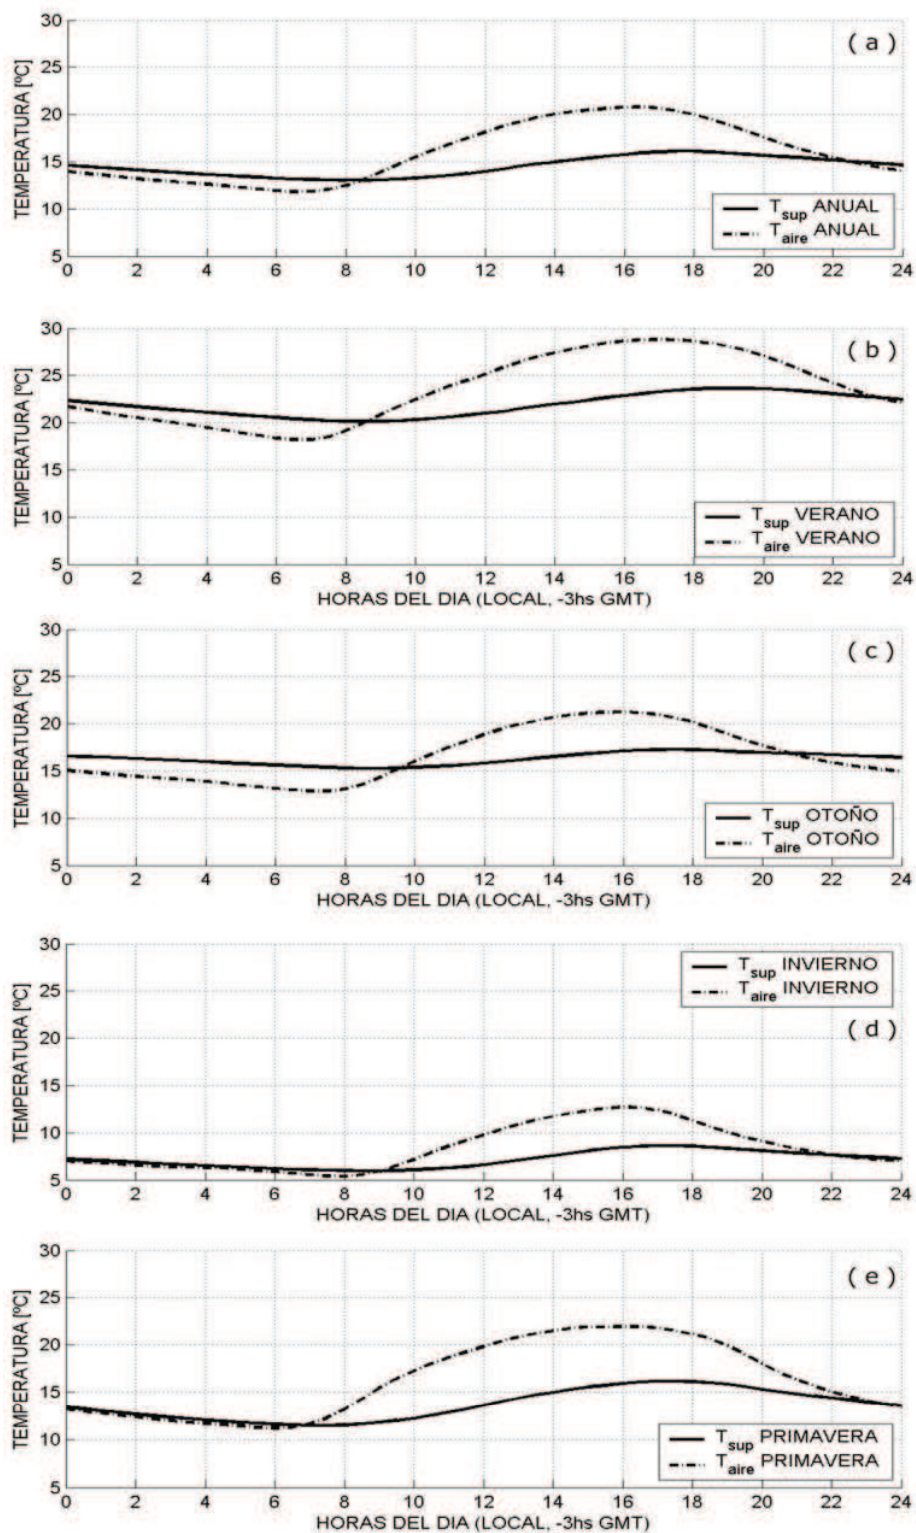 ( a )
TEMPERATURA [ºC]
30
25
20
15
10
5
T sup ANUAL
T aire ANUAL
0 2 4 6 8 10 12 14 16 18 20 22 24
( b )
TEMPERATURA [ºC]
30
25
20
15
10
5
T sup VERANO
T aire VERANO
0 2 4 6 8 10 12 14 16 18 20 22 24
HORAS DEL DIA (LOCAL, -3hs GMT)
( c )
TEMPERATURA [ºC]
30
25
20
15
10
5
T sup OTOÑO
T aire OTOÑO
0 2 4 6 8 10 12 14 16 18 20 22 24
HORAS DEL DIA (LOCAL, -3hs GMT)
TEMPERATURA [ºC]
30
25
20
15
10
5
T sup INVIERNO
T aire INVIERNO
( d )
0 2 4 6 8 10 12 14 16 18 20 22 24
HORAS DEL DIA (LOCAL, -3hs GMT)
( e )
TEMPERATURA [ºC]
30
25
20
15
10
5
T sup PRIMAVERA
T aire PRIMAVERA
0 2 4 6 8 10 12 14 16 18 20 22 24
HORAS DEL DIA (LOCAL, -3hs GMT)